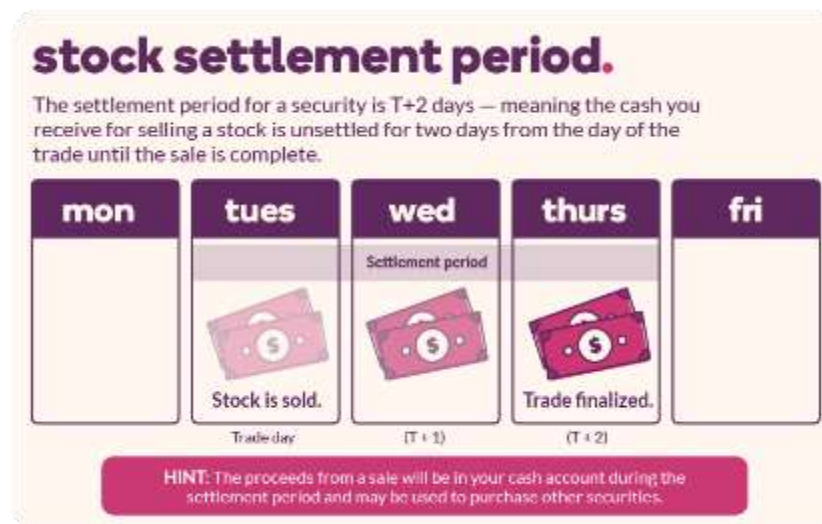 stock settlement period.
The settlement period for a security is T+2 days — meaning the cash you
receive for selling a stock is unsettled for two days from the day of the
trade until the sale is complete.
mon tues wed thurs fri
Settlement period
$ $ $
Stock is sold. Trade finalized.
Trade day (T + 1) (T + 2)
HINT: The proceeds from a sale will be in your cash account during the
settlement period and may be used to purchase other securities.